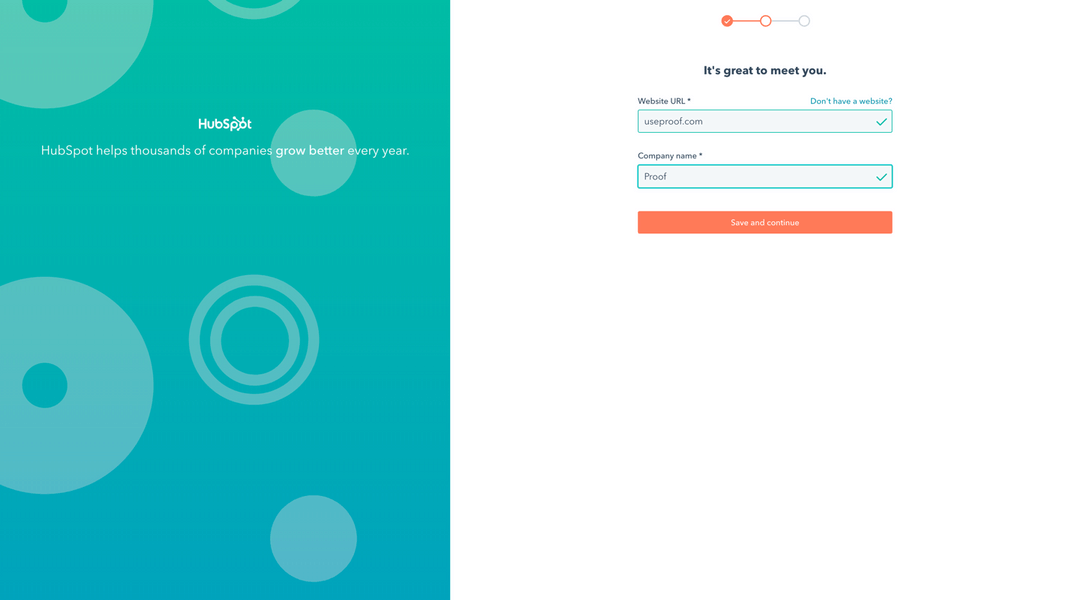 HubSpot
HubSpot helps thousands of companies grow better every year.
It's great to meet you.
Website URL *
Don't have a website?
useproof.com
Company name *
Proof
Save and continue